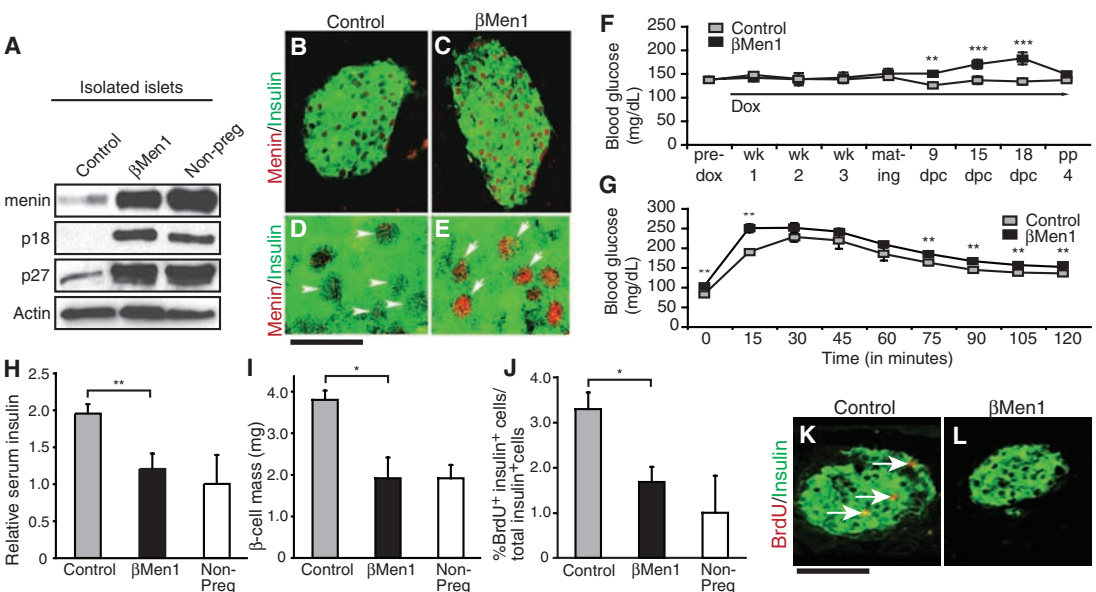 A
Isolated islets
Control
βMen1
Non-preg
menin
p18
p27
Actin
Control
βMen1
B
C
Menin/Insulin
D
E
Menin/Insulin
F
Blood glucose
(mg/dL)
250
200
150
100
50
0
Control
βMen1
**
***
***
Dox
pre-
dox
wk
1
wk
2
wk
3
mat-
ing
9
dpc
15
dpc
18
dpc
pp
4
G
Blood glucose
(mg/dL)
300
250
200
150
100
50
0
Control
βMen1
**
**
**
**
**
**
0 15 30 45 60 75 90 105 120
Time (in minutes)
H
Relative serum insulin
2.5
2.0
1.5
1.0
0.5
0
**
Control
βMen1
Non-
Preg
I
β-cell mass (mg)
4.0
3.0
2.0
1.0
0
*
Control
βMen1
Non-
Preg
J
%BrdU+ insulin+ cells/
total insulin+cells
4.0
3.0
2.0
1.0
0
*
Control
βMen1
Non-
Preg
Control
βMen1
K
L
BrdU/Insulin